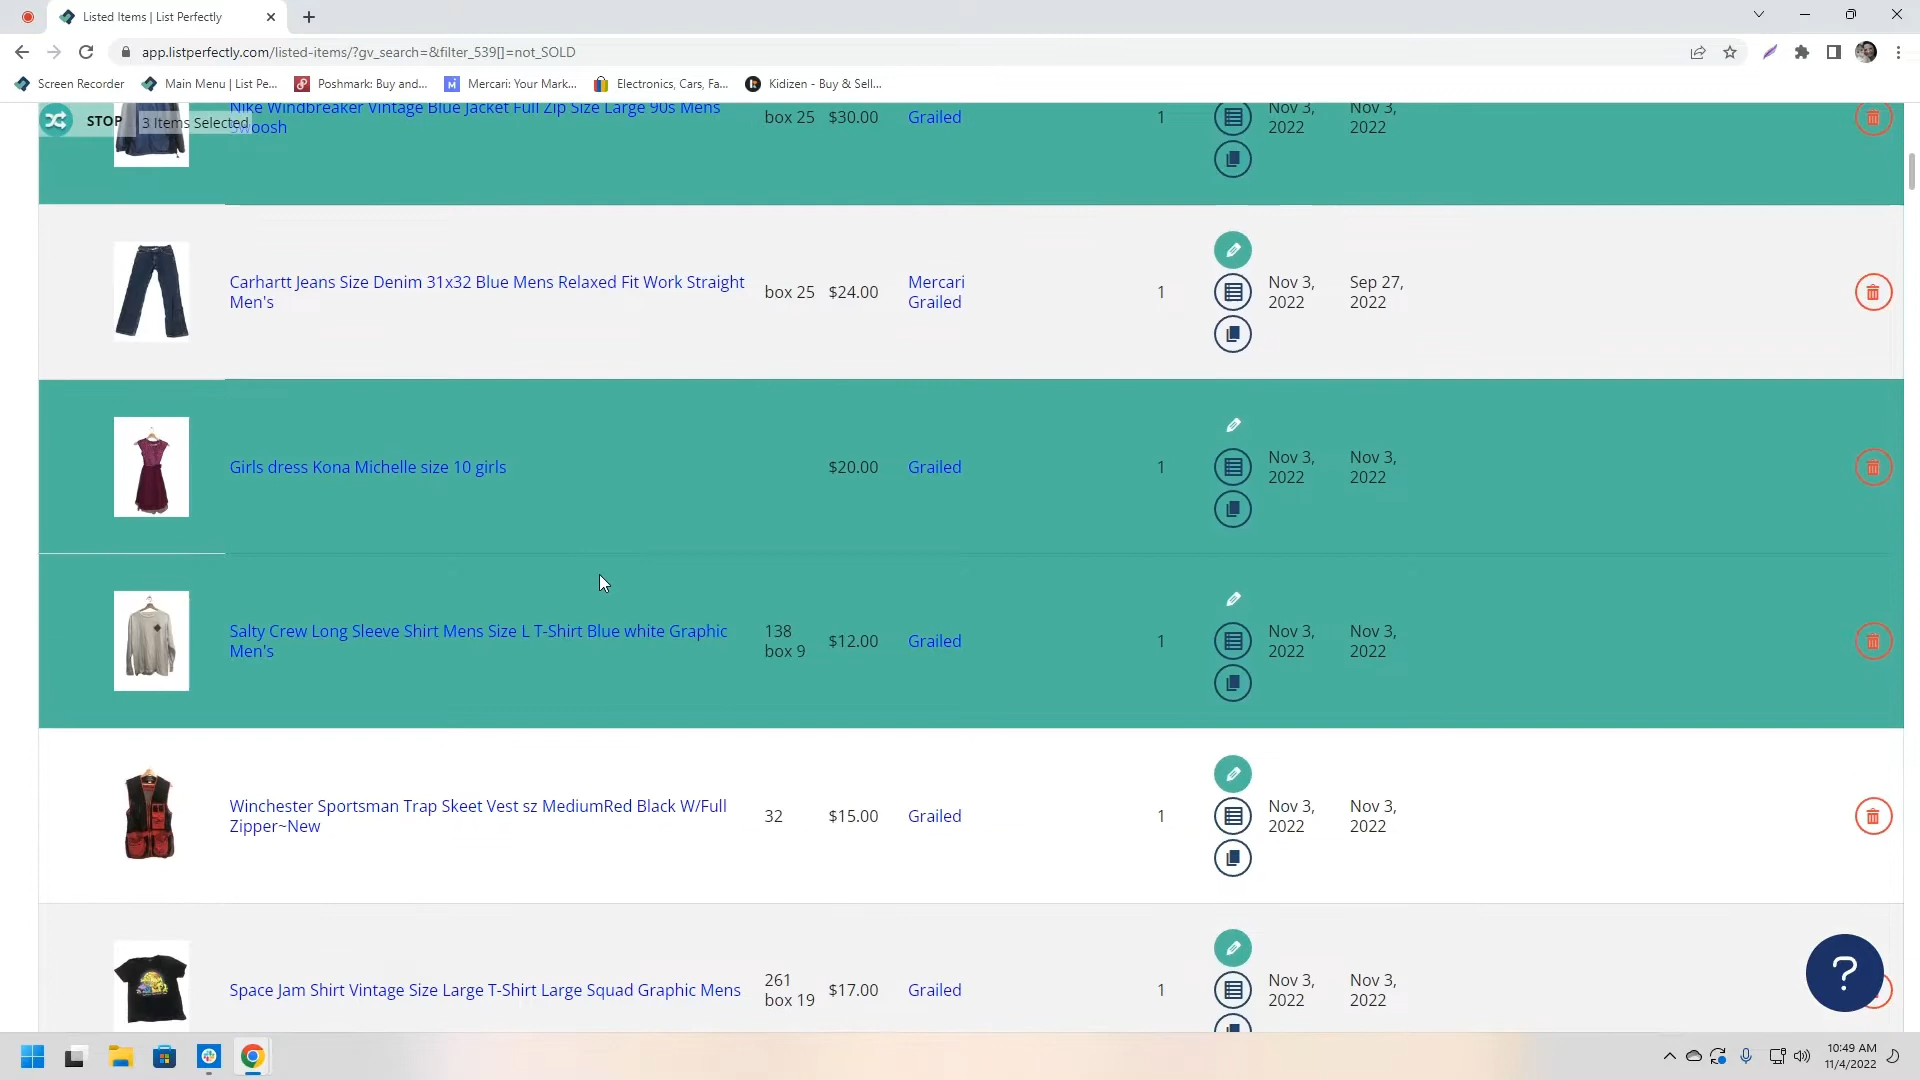 Listed Items | List Perfectly
app.listperfectly.com/listed-items/?gv_search=&filter_539[]=not_SOLD
Screen Recorder
Main Menu | List Pe...
Poshmark: Buy and...
Mercari: Your Mark...
Electronics, Cars, Fa...
Kidizen - Buy & Sell...
STOP
3 Items Selected
Nike Windbreaker Vintage Blue Jacket Full Zip Size Large 90s Mens
Swoosh
box 25
$30.00
Grailed
1
Nov 3,
2022
Nov 3,
2022
Carhartt Jeans Size Denim 31x32 Blue Mens Relaxed Fit Work Straight
Men's
box 25
$24.00
Mercari
Grailed
1
Nov 3,
2022
Sep 27,
2022
Girls dress Kona Michelle size 10 girls
$20.00
Grailed
1
Nov 3,
2022
Nov 3,
2022
Salty Crew Long Sleeve Shirt Mens Size L T-Shirt Blue white Graphic
Men's
138
box 9
$12.00
Grailed
1
Nov 3,
2022
Nov 3,
2022
Winchester Sportsman Trap Skeet Vest sz MediumRed Black W/Full
Zipper~New
32
$15.00
Grailed
1
Nov 3,
2022
Nov 3,
2022
Space Jam Shirt Vintage Size Large T-Shirt Large Squad Graphic Mens
261
box 19
$17.00
Grailed
1
Nov 3,
2022
Nov 3,
2022
?
10:49 AM
11/4/2022